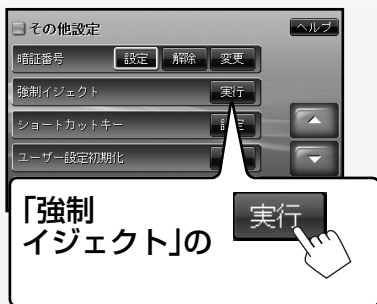 その他設定 ヘルプ
暗証番号 設定 解除 変更
強制イジェクト 実行
ショートカットキー
ユーザー設定初期化
「強制
イジェクト」の 実行